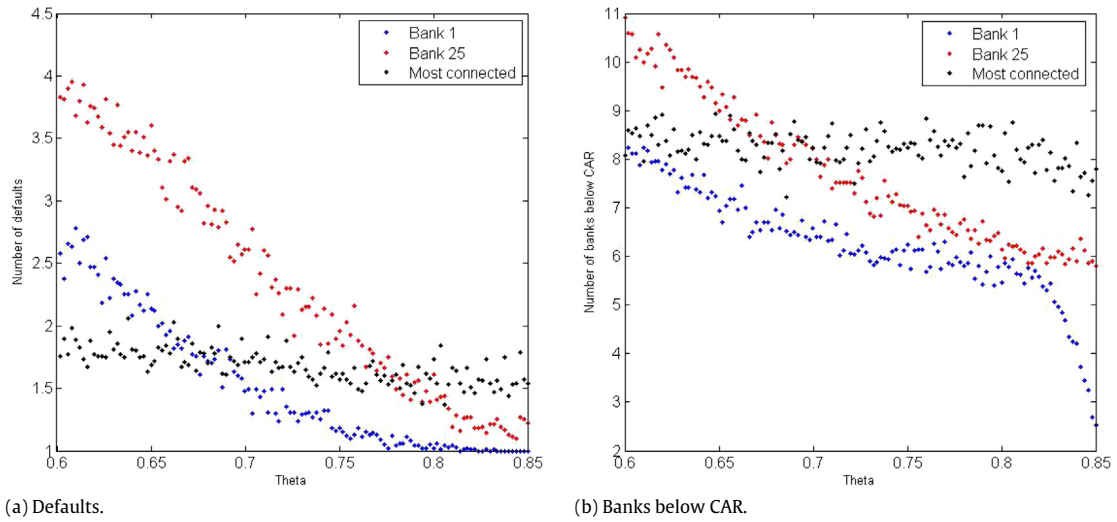 4.5
4
3.5
3
2.5
2
1.5
1
Number of defaults
Bank 1
Bank 25
Most connected
0.6
0.65
0.7
0.75
0.8
0.85
Theta
(a) Defaults.
11
10
9
8
7
6
5
4
3
2
Number of banks below CAR
Bank 1
Bank 25
Most connected
0.6
0.65
0.7
0.75
0.8
0.85
Theta
(b) Banks below CAR.